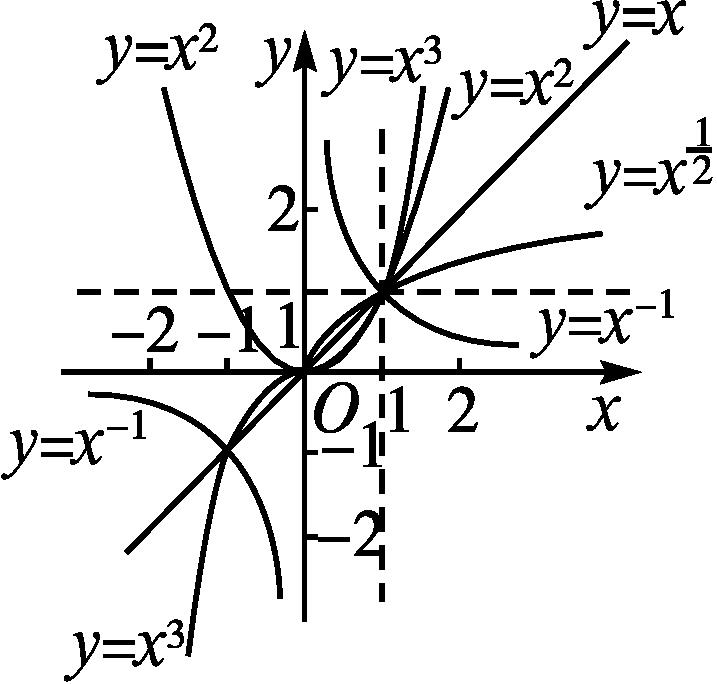 y=x
y=x² y y=x³ y=x²
y=x^{1/2}
2
-2 -1 1 y=x⁻¹
O 1 2 x
y=x⁻¹ -1
-2
y=x³